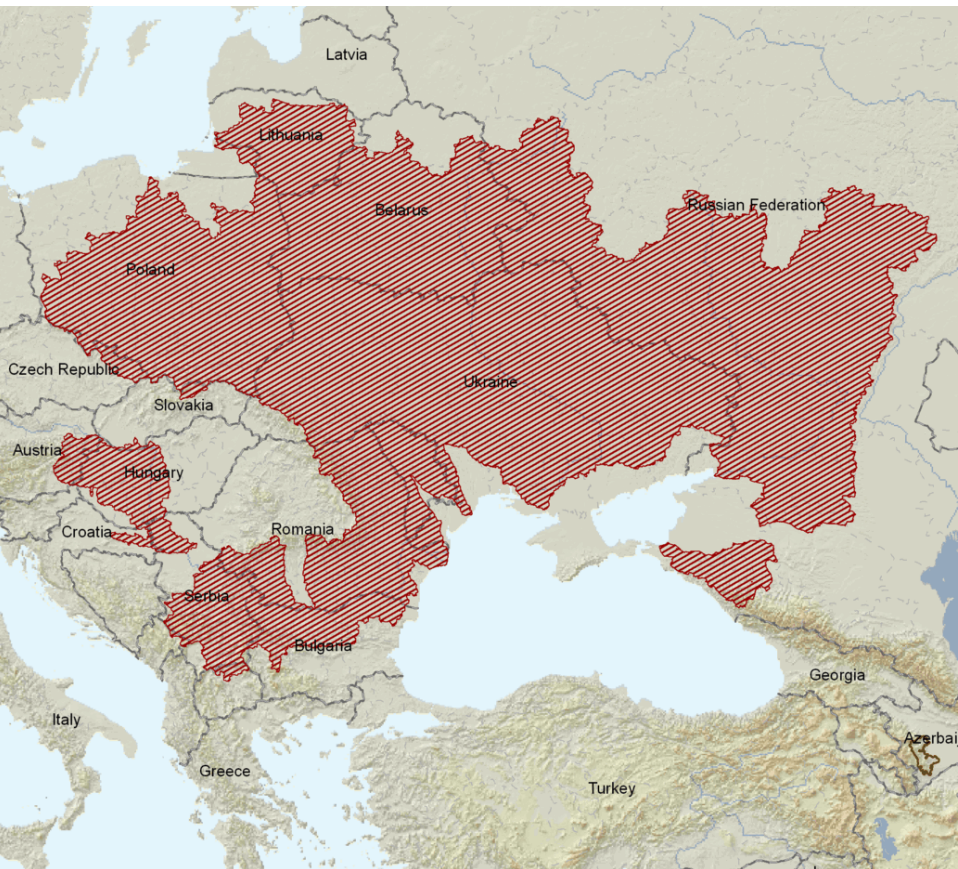 Latvia
Lithuania
Russian Federation
Belarus
Poland
Czech Republic
Ukraine
Slovakia
Austria
Hungary
Romania
Croatia
Serbia
Bulgaria
Georgia
Italy
Azerbaij
Greece
Turkey